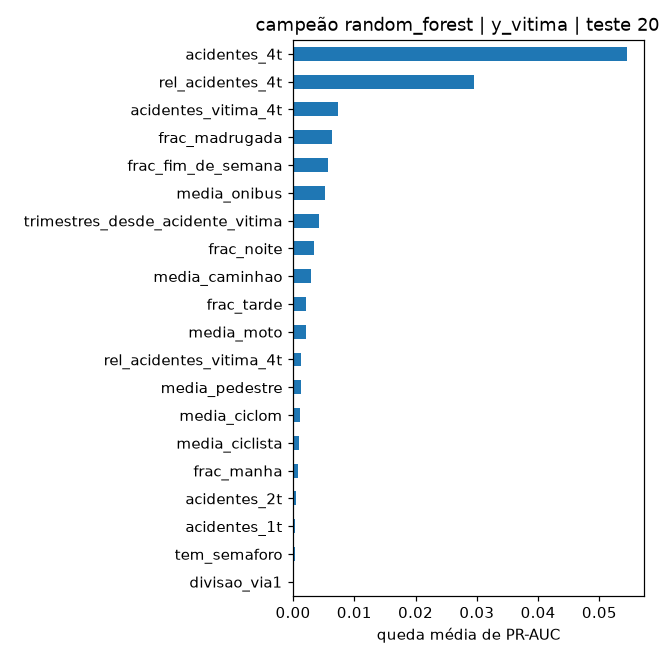 campeão random_forest | y_vitima | teste 20
acidentes_4t
rel_acidentes_4t
acidentes_vitima_4t
frac_madrugada
frac_fim_de_semana
media_onibus
trimestres_desde_acidente_vitima
frac_noite
media_caminhao
frac_tarde
media_moto
rel_acidentes_vitima_4t
media_pedestre
media_ciclom
media_ciclista
frac_manha
acidentes_2t
acidentes_1t
tem_semaforo
divisao_via1
0.00 0.01 0.02 0.03 0.04 0.05
queda média de PR-AUC